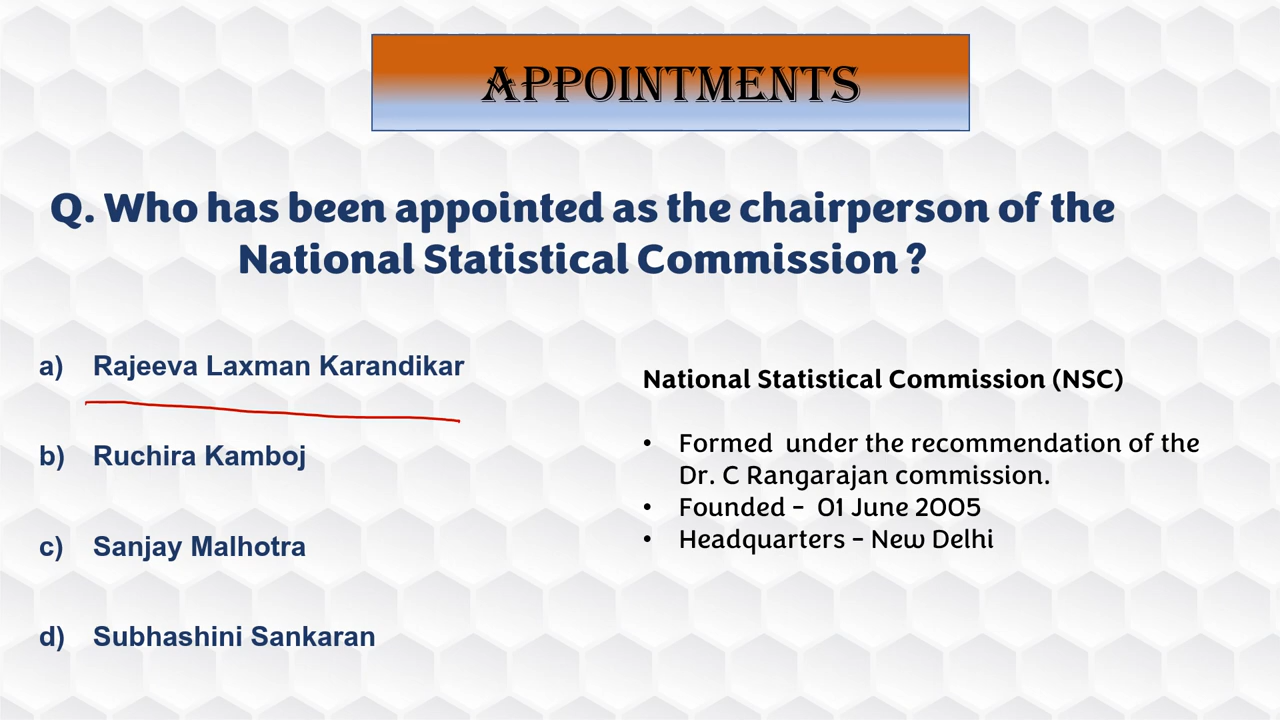 APPOINTMENTS
Q. Who has been appointed as the chairperson of the
National Statistical Commission ?
a) Rajeeva Laxman Karandikar
b) Ruchira Kamboj
c) Sanjay Malhotra
d) Subhashini Sankaran
National Statistical Commission (NSC)
• Formed under the recommendation of the
Dr. C Rangarajan commission.
• Founded - 01 June 2005
• Headquarters - New Delhi